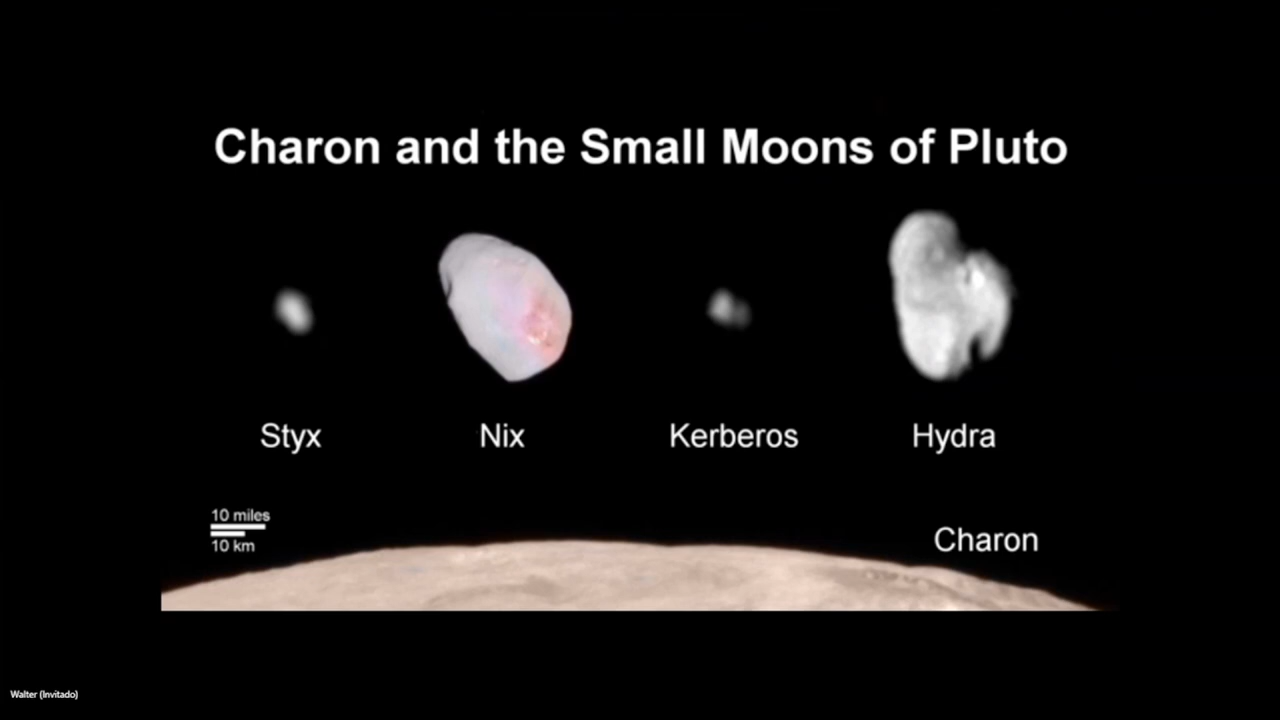 Charon and the Small Moons of Pluto
Styx
Nix
Kerberos
Hydra
10 miles
10 km
Charon
Walter (Invitado)